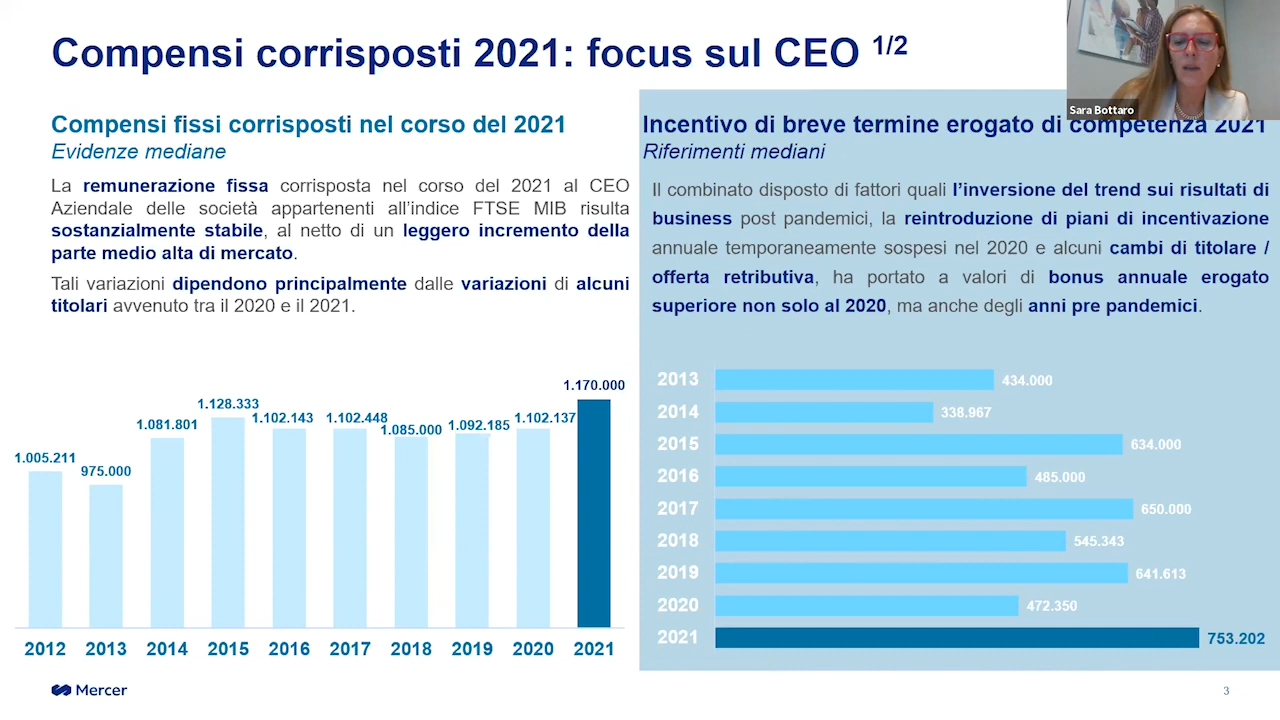 Compensi corrisposti 2021: focus sul CEO 1/2
Sara Bottaro
Compensi fissi corrisposti nel corso del 2021
Evidenze mediane
La remunerazione fissa corrisposta nel corso del 2021 al CEO
Aziendale delle società appartenenti all'indice FTSE MIB risulta
sostanzialmente stabile, al netto di un leggero incremento della
parte medio alta di mercato.
Tali variazioni dipendono principalmente dalle variazioni di alcuni
titolari avvenuto tra il 2020 e il 2021.
1.005.211
975.000
1.081.801
1.128.333
1.102.143
1.102.448
1.085.000
1.092.185
1.102.137
1.170.000
2012 2013 2014 2015 2016 2017 2018 2019 2020 2021
Incentivo di breve termine erogato di competenza 2021
Riferimenti mediani
Il combinato disposto di fattori quali l'inversione del trend sui risultati di
business post pandemici, la reintroduzione di piani di incentivazione
annuale temporaneamente sospesi nel 2020 e alcuni cambi di titolare /
offerta retributiva, ha portato a valori di bonus annuale erogato
superiore non solo al 2020, ma anche degli anni pre pandemici.
2013 434.000
2014 338.967
2015 634.000
2016 485.000
2017 650.000
2018 545.343
2019 641.613
2020 472.350
2021 753.202
Mercer
3